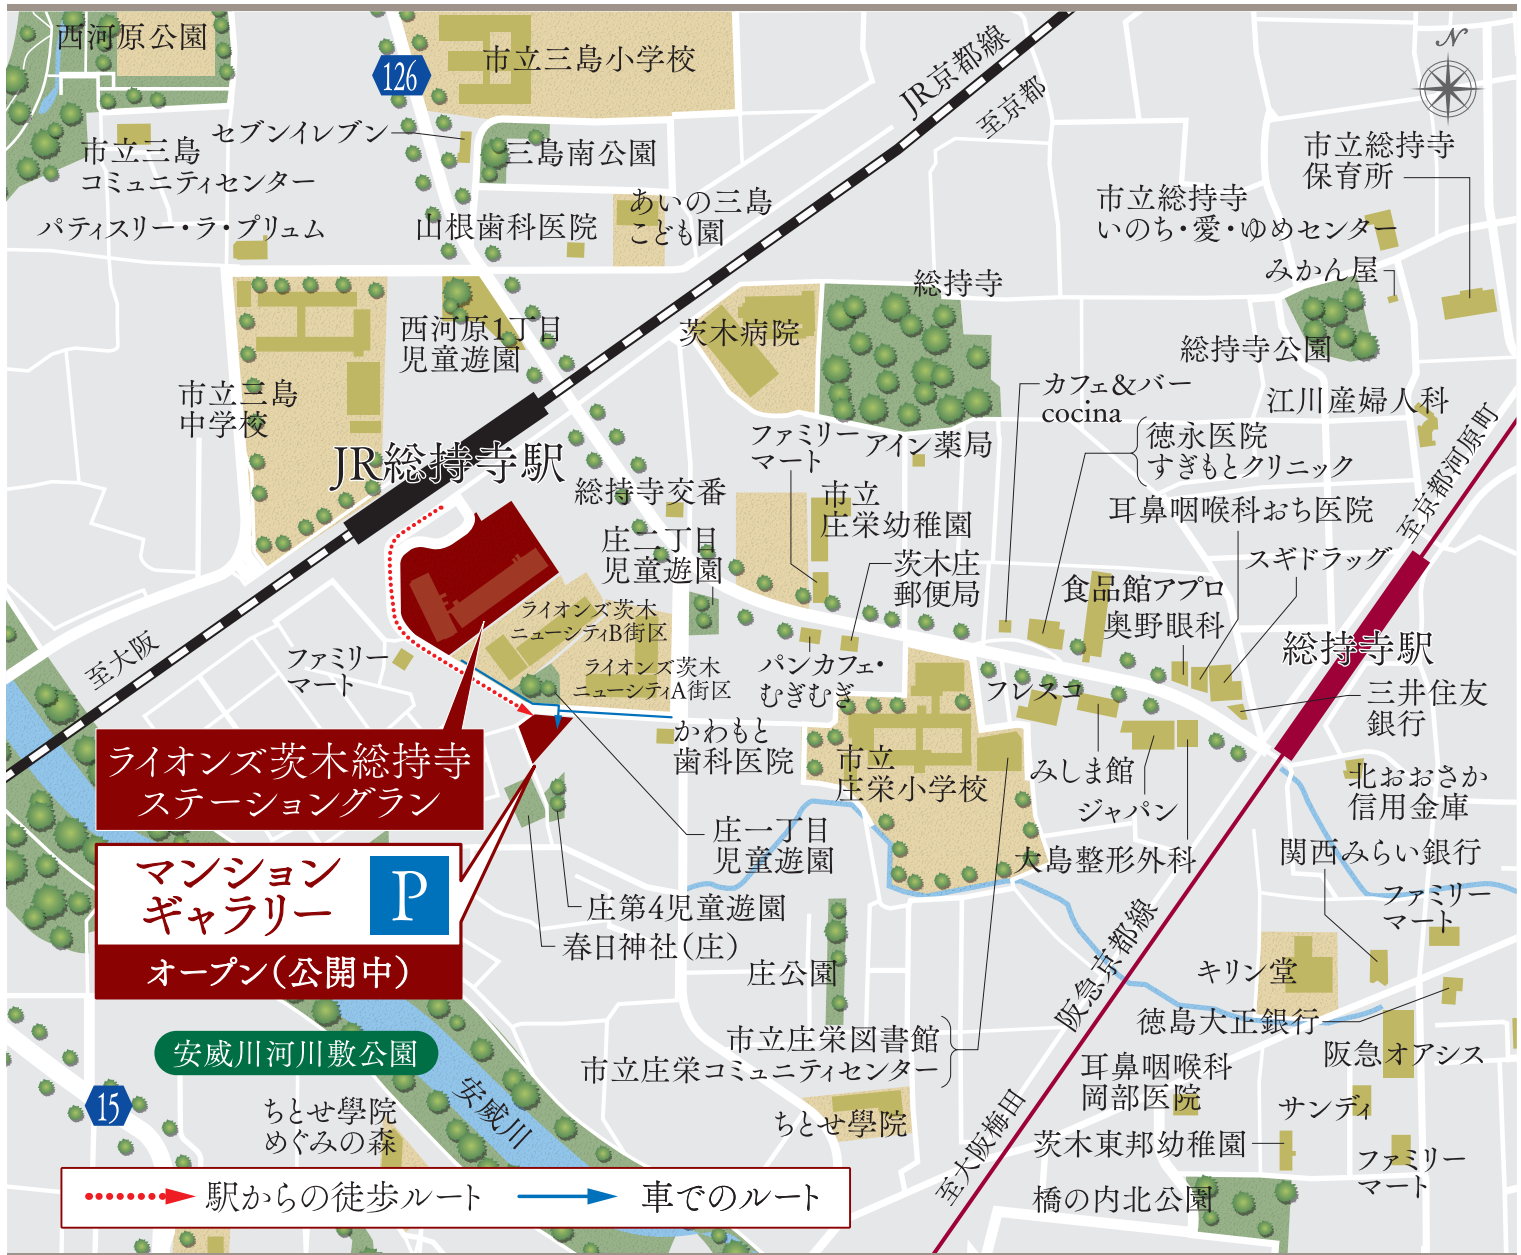 西河原公園
126
市立三島小学校
JR京都線
至京都
N
市立三島
コミュニティセンター
セブンイレブン
三島南公園
市立総持寺
保育所
パティスリー・ラ・プリュム
山根歯科医院
あいの三島
こども園
市立総持寺
いのち・愛・ゆめセンター
みかん屋
総持寺
西河原1丁目
児童遊園
茨木病院
総持寺公園
市立三島
中学校
カフェ&バー
cocina
江川産婦人科
JR総持寺駅
ファミリー
マート
アイン薬局
徳永医院
すぎもとクリニック
至京都河原町
総持寺交番
市立
庄栄幼稚園
耳鼻咽喉科おち医院
庄二丁目
児童遊園
茨木庄
郵便局
スギドラッグ
食品館アプロ
奥野眼科
ライオンズ茨木
ニューシティB街区
総持寺駅
至大阪
ファミリー
マート
ライオンズ茨木
ニューシティA街区
パンカフェ・
むぎむぎ
フレスコ
三井住友
銀行
かわもと
歯科医院
ライオンズ茨木総持寺
ステーショングラン
市立
庄栄小学校
みしま館
ジャパン
北おおさか
信用金庫
庄一丁目
児童遊園
大島整形外科
関西みらい銀行
マンション
ギャラリー
P
オープン(公開中)
ファミリー
マート
庄第4児童遊園
春日神社(庄)
庄公園
阪急京都線
キリン堂
徳島大正銀行
安威川河川敷公園
市立庄栄図書館
市立庄栄コミュニティセンター
阪急オアシス
耳鼻咽喉科
岡部医院
15
ちとせ學院
めぐみの森
安威川
ちとせ學院
サンディ
茨木東邦幼稚園
ファミリー
マート
至大阪梅田
橋の内北公園
駅からの徒歩ルート
車でのルート